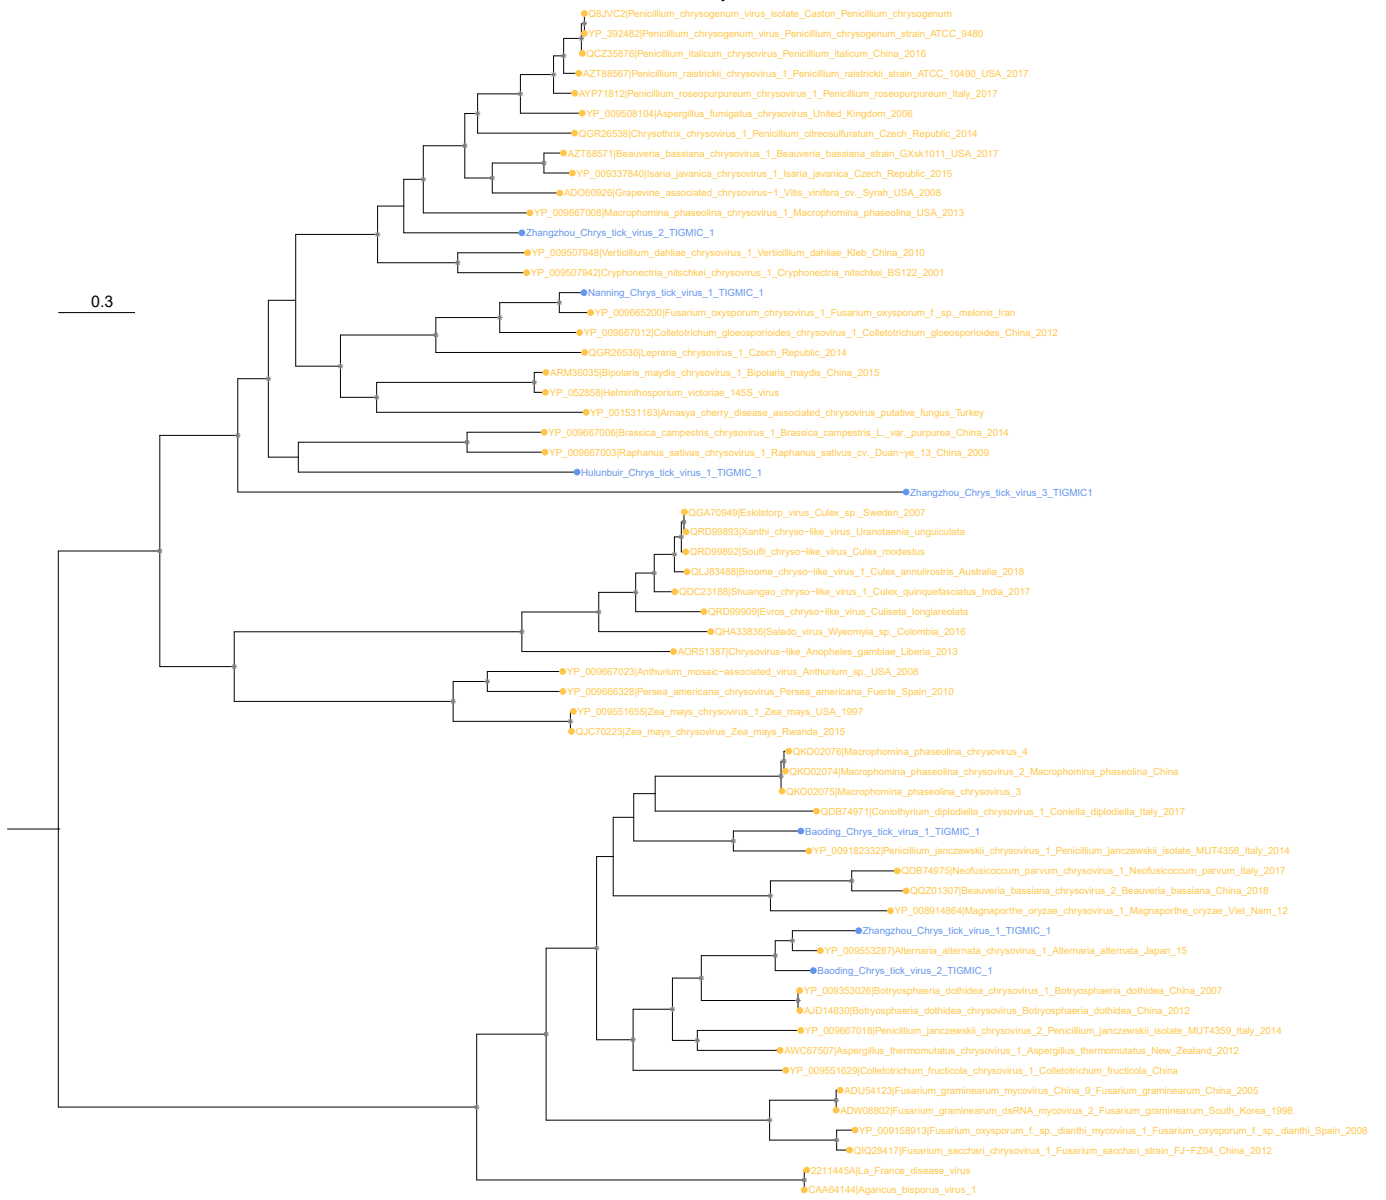 Q8JVC2|Penicillium_chrysogenum_virus_isolate_Caston_Penicillium_chrysogenum
YP_392482|Penicillium_chrysogenum_virus_Penicillium_chrysogenum_strain_ATCC_9480
QCZ35876|Penicillium_italicum_chrysovirus_Penicillium_italicum_China_2016
AZT88567|Penicillium_raistrickii_chrysovirus_1_Penicillium_raistrickii_strain_ATCC_10490_USA_2017
AYP71812|Penicillium_roseopurpureum_chrysovirus_1_Penicillium_roseopurpureum_Italy_2017
YP_009508104|Aspergillus_fumigatus_chrysovirus_United_Kingdom_2006
QGR26538|Chrysothrix_chrysovirus_1_Penicillium_citreosulfuratum_Czech_Republic_2014
AZT88571|Beauveria_bassiana_chrysovirus_1_Beauveria_bassiana_strain_GXsk1011_USA_2017
YP_009337840|Isaria_javanica_chrysovirus_1_Isaria_javanica_Czech_Republic_2015
ADO60926|Grapevine_associated_chrysovirus-1_Vitis_vinifera_cv._Syrah_USA_2008
YP_009667008|Macrophomina_phaseolina_chrysovirus_1_Macrophomina_phaseolina_USA_2013
Zhangzhou_Chrys_tick_virus_2_TIGMIC_1
YP_009507948|Verticillium_dahliae_chrysovirus_1_Verticillium_dahliae_Kleb_China_2010
YP_009507942|Cryphonectria_nitschkei_chrysovirus_1_Cryphonectria_nitschkei_BS122_2001
Nanning_Chrys_tick_virus_1_TIGMIC_1
0.3
YP_009665200|Fusarium_oxysporum_chrysovirus_1_Fusarium_oxysporum_f._sp._melonis_Iran
YP_009667012|Colletotrichum_gloeosporioides_chrysovirus_1_Colletotrichum_gloeosporioides_China_2012
QGR26536|Lepraria_chrysovirus_1_Czech_Republic_2014
ARM36035|Bipolaris_maydis_chrysovirus_1_Bipolaris_maydis_China_2015
YP_052858|Helminthosporium_victoriae_145S_virus
YP_001531163|Amasya_cherry_disease_associated_chrysovirus_putative_fungus_Turkey
YP_009667006|Brassica_campestris_chrysovirus_1_Brassica_campestris_L._var._purpurea_China_2014
YP_009667003|Raphanus_sativas_chrysovirus_1_Raphanus_sativus_cv._Duan-ye_13_China_2009
Hulunbuir_Chrys_tick_virus_1_TIGMIC_1
Zhangzhou_Chrys_tick_virus_3_TIGMIC1
QGA70949|Eskilstorp_virus_Culex_sp._Sweden_2007
QRD99893|Xanthi_chryso-like_virus_Uranotaenia_unguiculata
QRD99892|Soufli_chryso-like_virus_Culex_modestus
QLJ83488|Broome_chryso-like_virus_1_Culex_annulirostris_Australia_2018
QDC23188|Shuangao_chryso-like_virus_1_Culex_quinquefasciatus_India_2017
QRD99909|Evros_chryso-like_virus_Culiseta_longiareolata
QHA33836|Salado_virus_Wyeomyia_sp._Colombia_2016
AOR51387|Chrysovirus-like_Anopheles_gambiae_Liberia_2013
YP_009667023|Anthurium_mosaic-associated_virus_Anthurium_sp._USA_2008
YP_009666328|Persea_americana_chrysovirus_Persea_americana_Fuerte_Spain_2010
YP_009551655|Zea_mays_chrysovirus_1_Zea_mays_USA_1997
QJC70223|Zea_mays_chrysovirus_Zea_mays_Rwanda_2015
QKO02076|Macrophomina_phaseolina_chrysovirus_4
QKO02074|Macrophomina_phaseolina_chrysovirus_2_Macrophomina_phaseolina_China
QKO02075|Macrophomina_phaseolina_chrysovirus_3
QDB74971|Coniothyrium_diplodiella_chrysovirus_1_Coniella_diplodiella_Italy_2017
Baoding_Chrys_tick_virus_1_TIGMIC_1
YP_009182332|Penicillium_janczewskii_chrysovirus_1_Penicillium_janczewskii_isolate_MUT4358_Italy_2014
QDB74975|Neofusicoccum_parvum_chrysovirus_1_Neofusicoccum_parvum_Italy_2017
QQZ01307|Beauveria_bassiana_chrysovirus_2_Beauveria_bassiana_China_2018
YP_008914864|Magnaporthe_oryzae_chrysovirus_1_Magnaporthe_oryzae_Viet_Nam_12
Zhangzhou_Chrys_tick_virus_1_TIGMIC_1
YP_009553287|Alternaria_alternata_chrysovirus_1_Alternaria_alternata_Japan_15
Baoding_Chrys_tick_virus_2_TIGMIC_1
YP_009353026|Botryosphaeria_dothidea_chrysovirus_1_Botryosphaeria_dothidea_China_2007
AJD14830|Botryosphaeria_dothidea_chrysovirus_Botryosphaeria_dothidea_China_2012
YP_009667018|Penicillium_janczewskii_chrysovirus_2_Penicillium_janczewskii_isolate_MUT4359_Italy_2014
AWC67507|Aspergillus_thermomutatus_chrysovirus_1_Aspergillus_thermomutatus_New_Zealand_2012
YP_009551629|Colletotrichum_fructicola_chrysovirus_1_Colletotrichum_fructicola_China
ADU54123|Fusarium_graminearum_mycovirus_China_9_Fusarium_graminearum_China_2005
ADW08802|Fusarium_graminearum_dsRNA_mycovirus_2_Fusarium_graminearum_South_Korea_1998
YP_009158913|Fusarium_oxysporum_f._sp._dianthi_mycovirus_1_Fusarium_oxysporum_f._sp._dianthi_Spain_2008
QIQ28417|Fusarium_sacchari_chrysovirus_1_Fusarium_sacchari_strain_FJ-FZ04_China_2012
2211445A|La_France_disease_virus
CAA64144|Agaricus_bisporus_virus_1